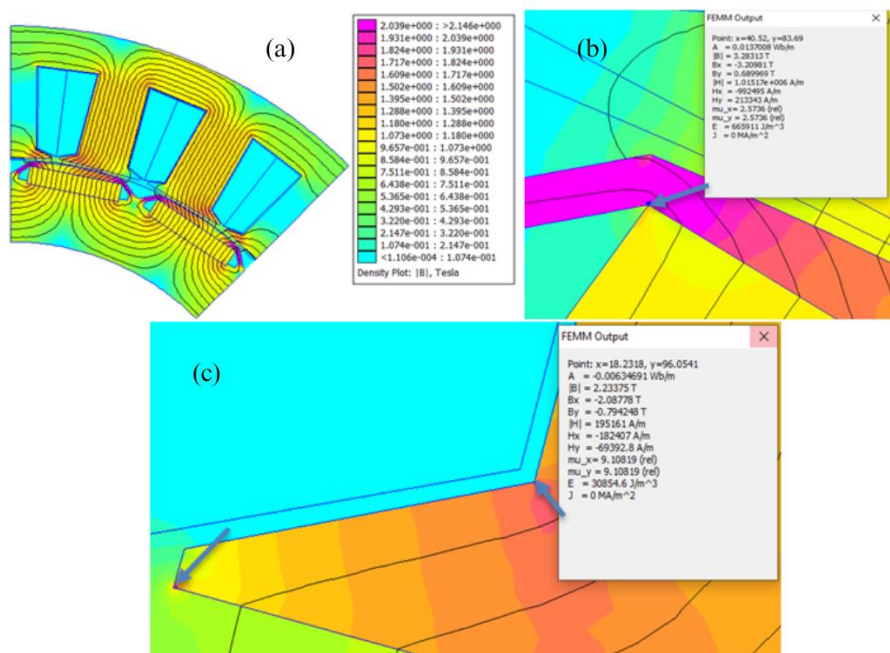 (a)
2.039e+000 : >2.146e+000
1.931e+000 : 2.039e+000
1.824e+000 : 1.931e+000
1.717e+000 : 1.824e+000
1.609e+000 : 1.717e+000
1.502e+000 : 1.609e+000
1.395e+000 : 1.502e+000
1.288e+000 : 1.395e+000
1.180e+000 : 1.288e+000
1.073e+000 : 1.180e+000
9.657e-001 : 1.073e+000
8.584e-001 : 9.657e-001
7.511e-001 : 8.584e-001
6.438e-001 : 7.511e-001
5.365e-001 : 6.438e-001
4.293e-001 : 5.365e-001
3.220e-001 : 4.293e-001
2.147e-001 : 3.220e-001
1.074e-001 : 2.147e-001
<1.106e-004 : 1.074e-001
Density Plot: |B|, Tesla
(b)
FEMM Output
Point: x=40.52, y=83.69
A = 0.0137008 Wb/m
|B| = 3.28313 T
Bx = -3.20981 T
By = 0.689969 T
|H| = 1.01517e+006 A/m
Hx = -992495 A/m
Hy = 213343 A/m
mu_x = 2.5736 (rel)
mu_y = 2.5736 (rel)
E = 665911 J/m^3
J = 0 MA/m^2
(c)
FEMM Output
Point: x=18.2318, y=96.0541
A = -0.00634691 Wb/m
|B| = 2.23375 T
Bx = -2.08778 T
By = -0.794248 T
|H| = 195161 A/m
Hx = -182407 A/m
Hy = -69392.8 A/m
mu_x= 9.10819 (rel)
mu_y = 9.10819 (rel)
E = 30854.6 J/m^3
J = 0 MA/m^2